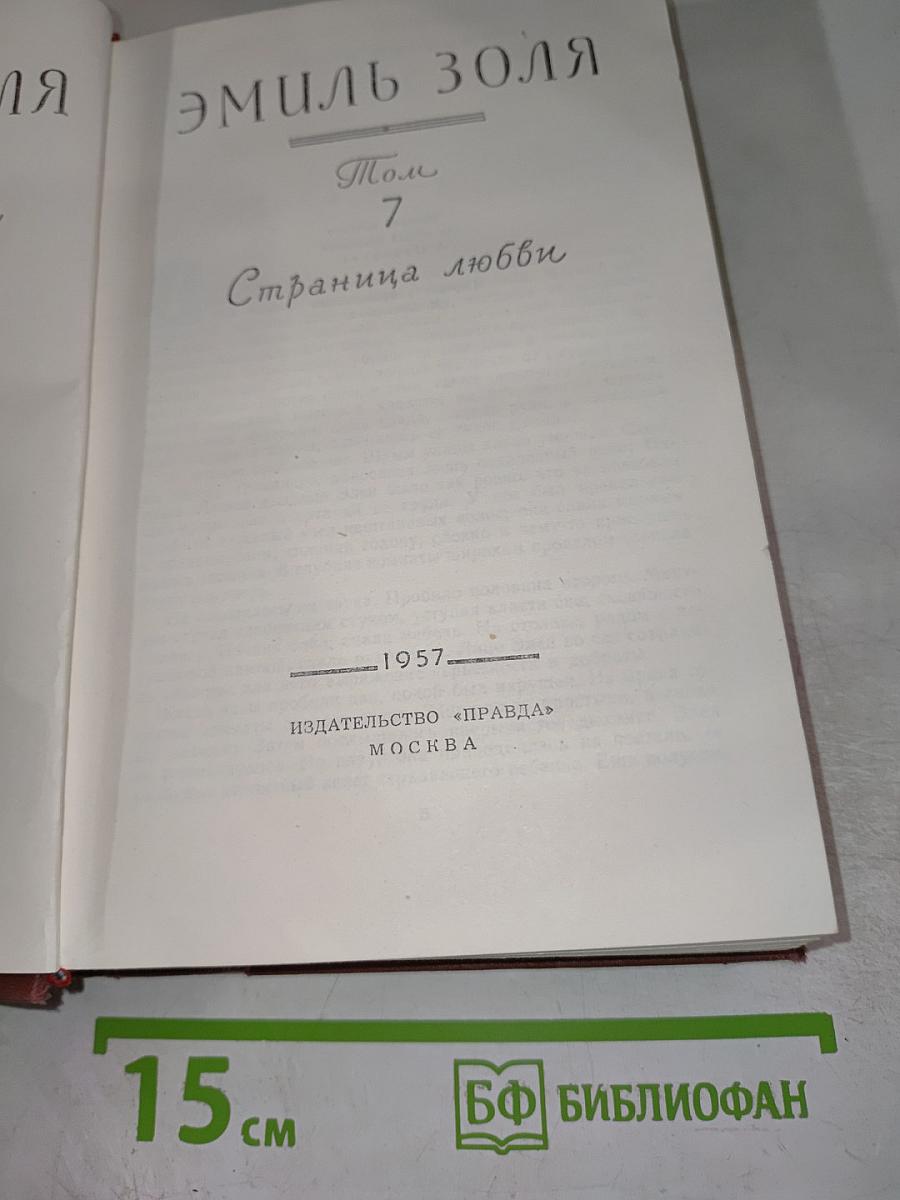 ЛЯ
ЭМИЛЬ ЗОЛЯ
Том
7
Страница любви
1957
ИЗДАТЕЛЬСТВО «ПРАВДА»
МОСКВА
15 см
БФ БИБЛИОФАН